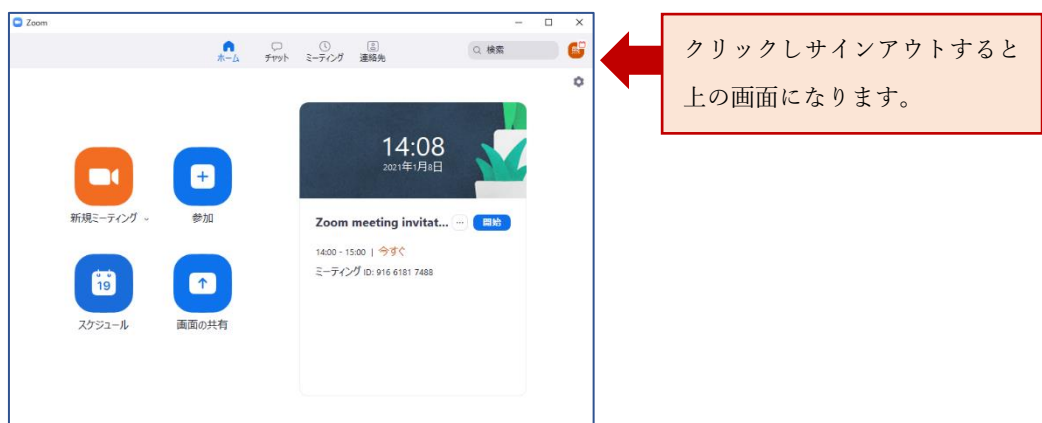 Zoom
ホーム
チャット
ミーティング
連絡先
検索
クリックしサインアウトすると
上の画面になります。
14:08
2021年1月8日
新規ミーティング
参加
Zoom meeting invitat...
開始
14:00 - 15:00 | 今すぐ
ミーティング ID: 916 6181 7488
19
スケジュール
画面の共有